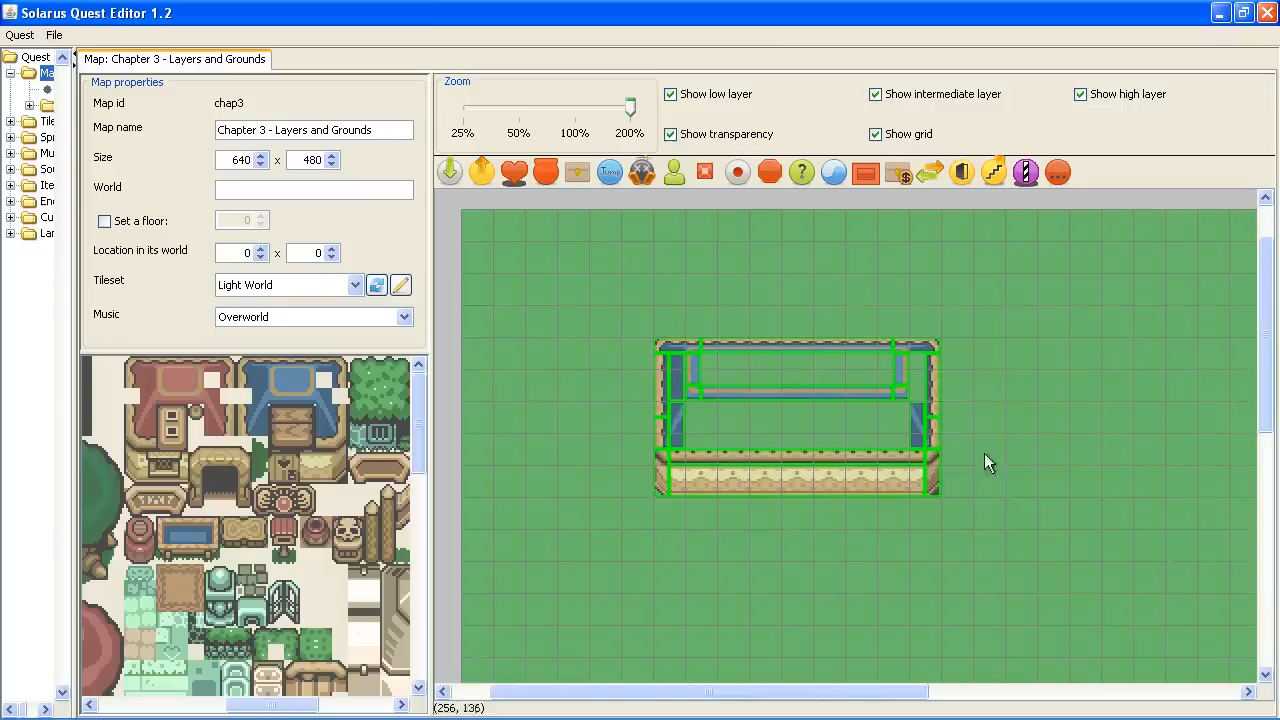 Solarus Quest Editor 1.2
Quest File
Quest
Ma
Tile
Sp
Mu
Sou
Iter
En
Cu
Lar
Map: Chapter 3 - Layers and Grounds
Map properties
Map id chap3
Map name Chapter 3 - Layers and Grounds
Size 640 x 480
World
Set a floor: 0
Location in its world 0 x 0
Tileset Light World
Music Overworld
Zoom
25% 50% 100% 200%
Show low layer Show intermediate layer Show high layer
Show transparency Show grid
Jump ? $
(256, 136)